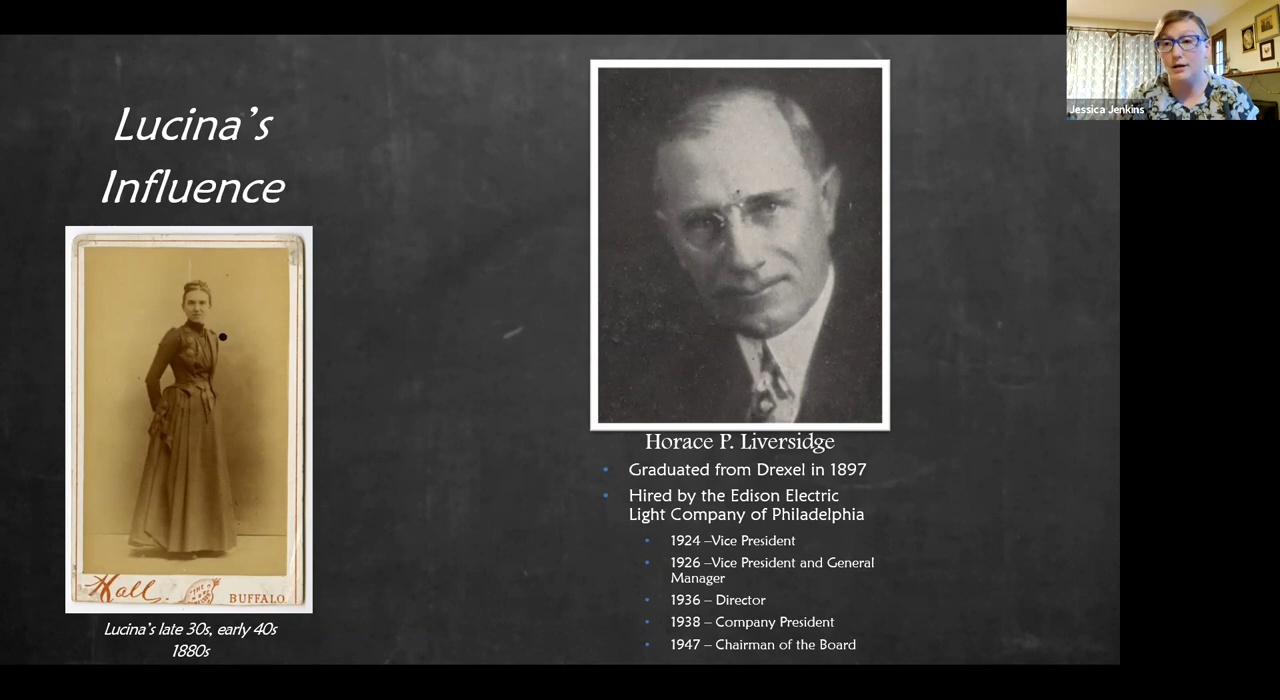 Lucina's
Influence
Hall.
BUFFALO
Lucina's late 30s, early 40s
1880s
Horace P. Liversidge
• Graduated from Drexel in 1897
• Hired by the Edison Electric
Light Company of Philadelphia
• 1924 –Vice President
• 1926 –Vice President and General
Manager
• 1936 – Director
• 1938 – Company President
• 1947 – Chairman of the Board
Jessica Jenkins